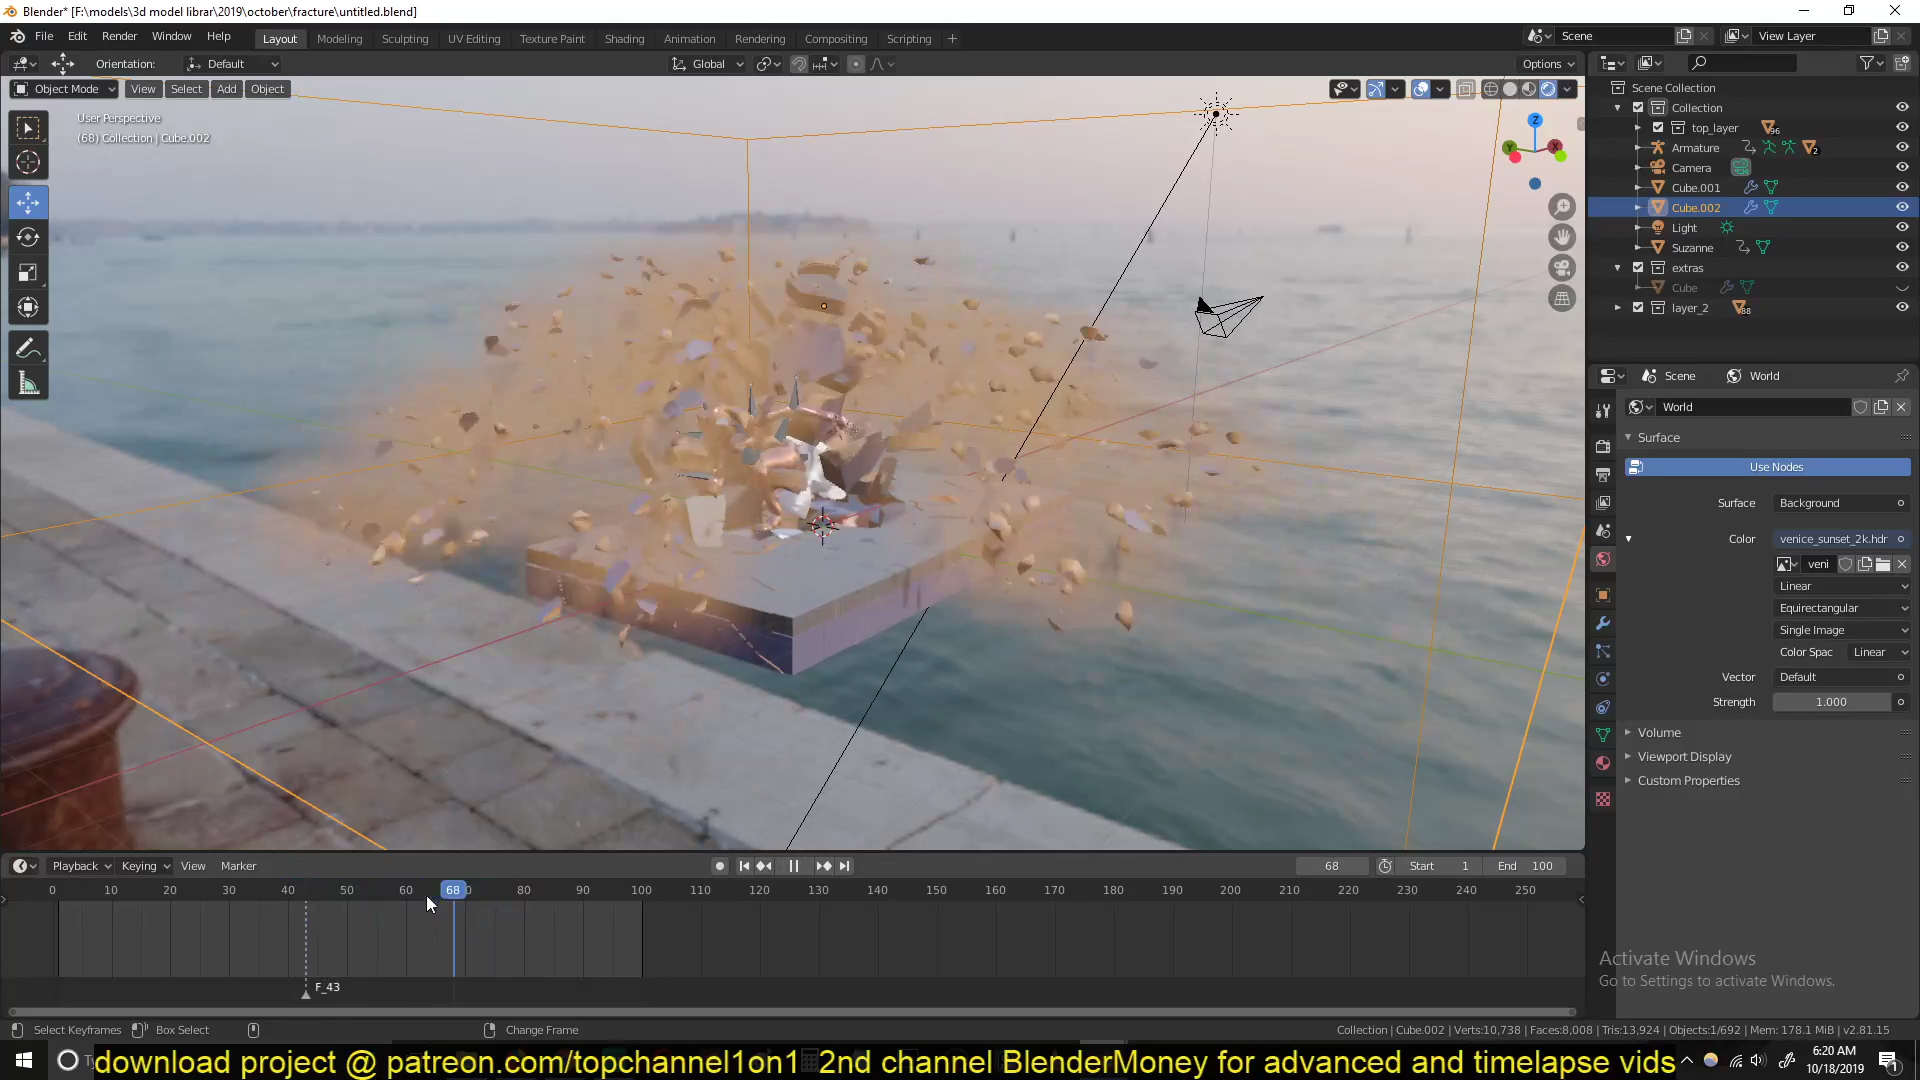 Blender* [F:\models\3d model librar\2019\october\fracture\untitled.blend]
File Edit Render Window Help
Layout Modeling Sculpting UV Editing Texture Paint Shading Animation Rendering Compositing Scripting +
Scene
View Layer
Orientation: Default
Global
Options
Object Mode View Select Add Object
User Perspective
(68) Collection | Cube.002
Z
Y
X
Scene Collection
Collection
top_layer 96
Armature 2
Camera
Cube.001
Cube.002
Light
Suzanne
extras
Cube
layer_2 88
Scene World
World
Surface
Use Nodes
Surface Background
Color venice_sunset_2k.hdr
veni
Linear
Equirectangular
Single Image
Color Spac Linear
Vector Default
Strength 1.000
Volume
Viewport Display
Custom Properties
Playback Keying View Marker
68 Start 1 End 100
0 10 20 30 40 50 60 68 0 80 90 100 110 120 130 140 150 160 170 180 190 200 210 220 230 240 250
F_43
Activate Windows
Go to Settings to activate Windows.
Select Keyframes Box Select Change Frame
Collection | Cube.002 | Verts:10,738 | Faces:8,008 | Tris:13,924 | Objects:1/692 | Mem: 178.1 MiB | v2.81.15
download project @ patreon.com/topchannel1on1 2nd channel BlenderMoney for advanced and timelapse vids
6:20 AM
10/18/2019
1